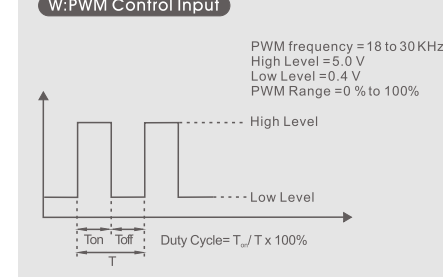 W:PWM Control Input
PWM frequency = 18 to 30 KHz
High Level = 5.0 V
Low Level = 0.4 V
PWM Range = 0 % to 100%
High Level
Low Level
Ton Toff Duty Cycle= Ton/ T x 100%
T